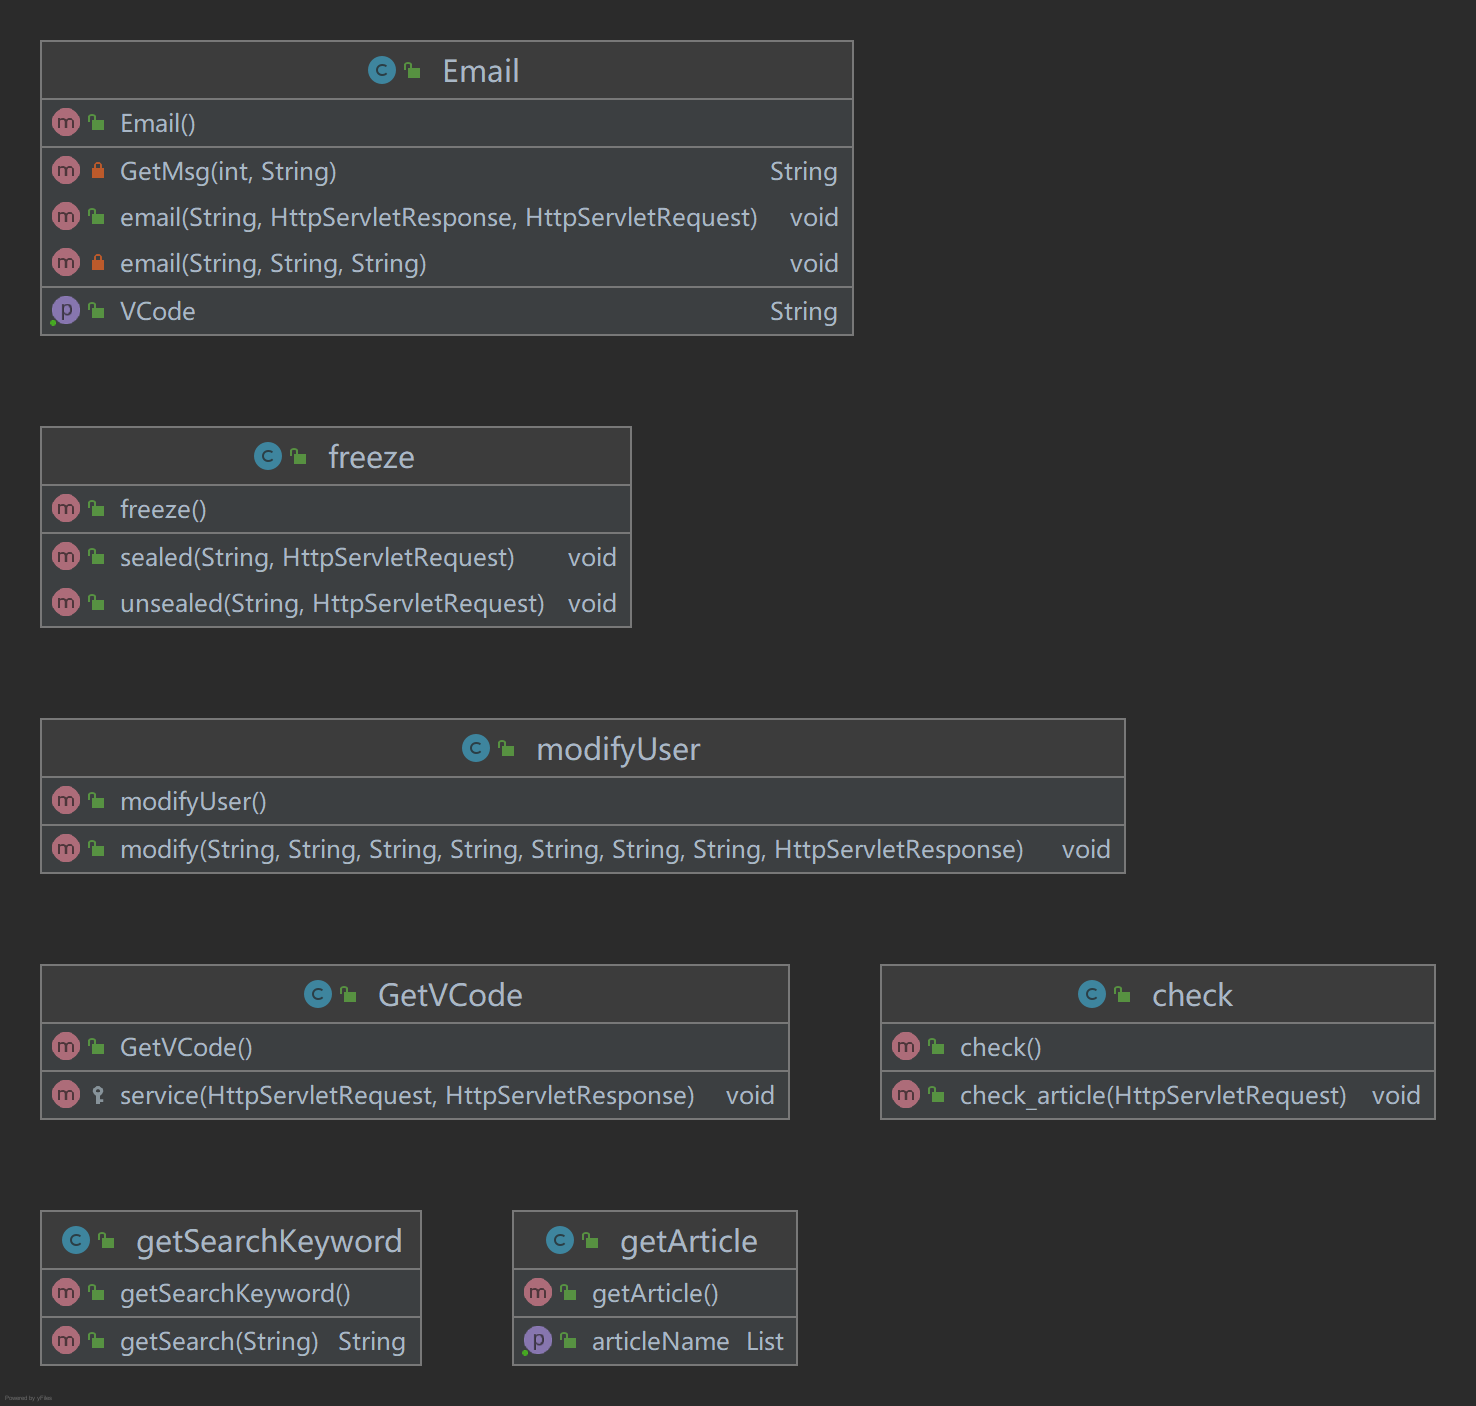 Email
Email()
GetMsg(int, String) String
email(String, HttpServletResponse, HttpServletRequest) void
email(String, String, String) void
VCode String
freeze
freeze()
sealed(String, HttpServletRequest) void
unsealed(String, HttpServletRequest) void
modifyUser
modifyUser()
modify(String, String, String, String, String, String, String, HttpServletResponse) void
GetVCode
GetVCode()
service(HttpServletRequest, HttpServletResponse) void
check
check()
check_article(HttpServletRequest) void
getSearchKeyword
getSearchKeyword()
getSearch(String) String
getArticle
getArticle()
articleName List
Powered by yFiles